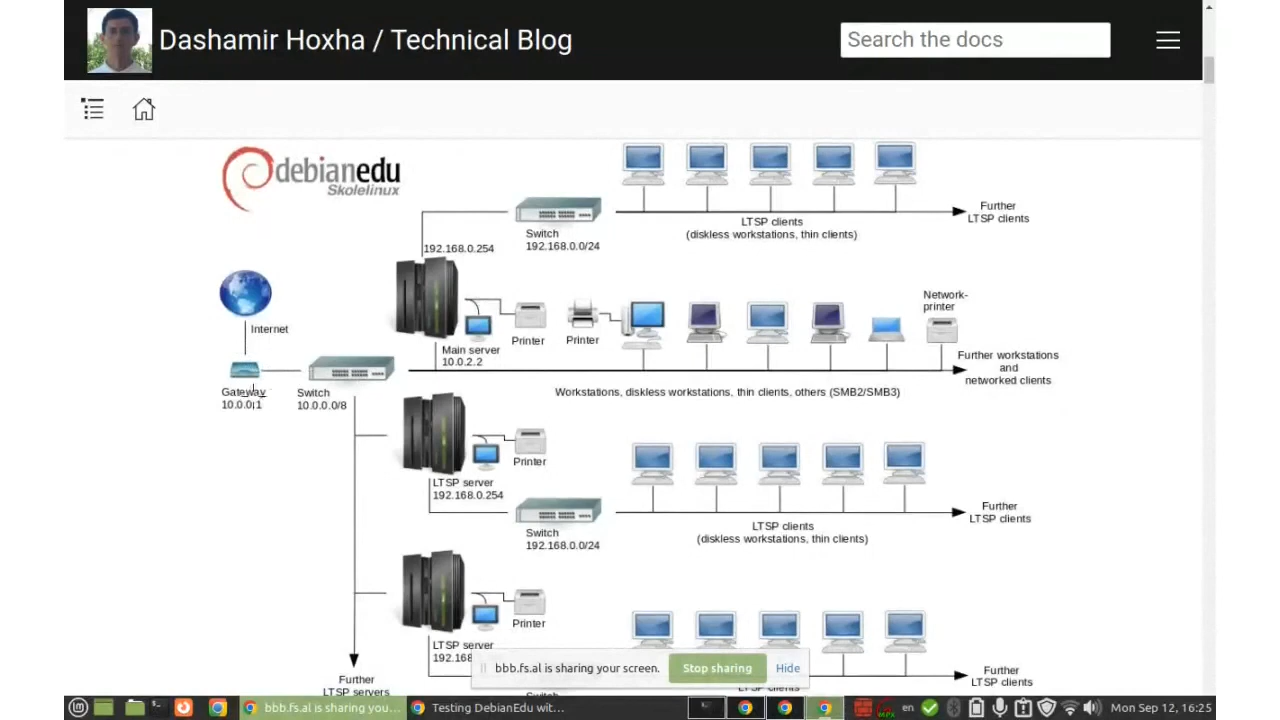 Dashamir Hoxha / Technical Blog
Search the docs
debianedu
Skolelinux
Switch
192.168.0.0/24
LTSP clients
(diskless workstations, thin clients)
Further
LTSP clients
192.168.0.254
Internet
Main server
10.0.2.2
Printer
Printer
Network-
printer
Further workstations
and
networked clients
Gateway
10.0.0.1
Switch
10.0.0.0/8
Workstations, diskless workstations, thin clients, others (SMB2/SMB3)
Printer
LTSP server
192.168.0.254
Switch
192.168.0.0/24
LTSP clients
(diskless workstations, thin clients)
Further
LTSP clients
Printer
LTSP server
192.168
Further
LTSP servers
Further
LTSP clients
bbb.fs.al is sharing your screen.
Stop sharing
Hide
bbb.fs.al is sharing you...
Testing DebianEdu wit...
en
Mon Sep 12, 16:25